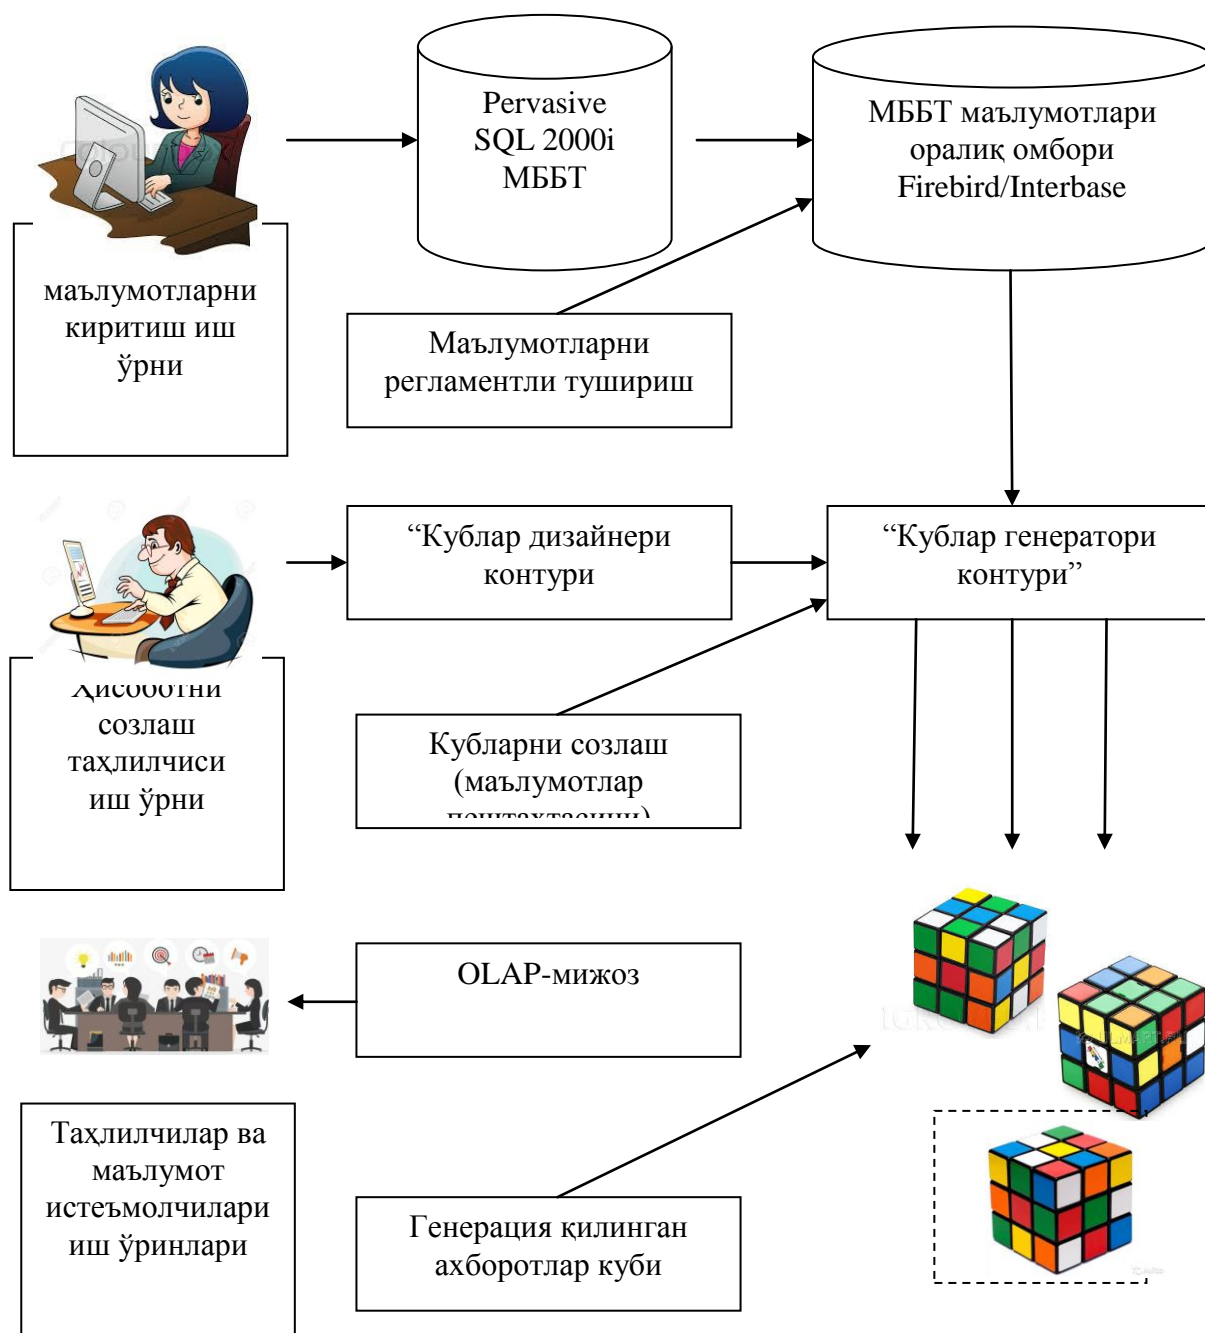 Pervasive
SQL 2000i
МББТ
МББТ маълумотлари
оралиқ омбори
Firebird/Interbase
маълумотларни
киритиш иш
ўрни
Маълумотларни
регламентли тушириш
“Кублар дизайнери
контури
“Кублар генератори
контури”
Ҳисоботни
созлаш
таҳлилчиси
иш ўрни
Кубларни созлаш
(маълумотлар
пештахтасини)
OLAP-мижоз
Таҳлилчилар ва
маълумот
истеъмолчилари
иш ўринлари
Генерация қилинган
ахборотлар куби